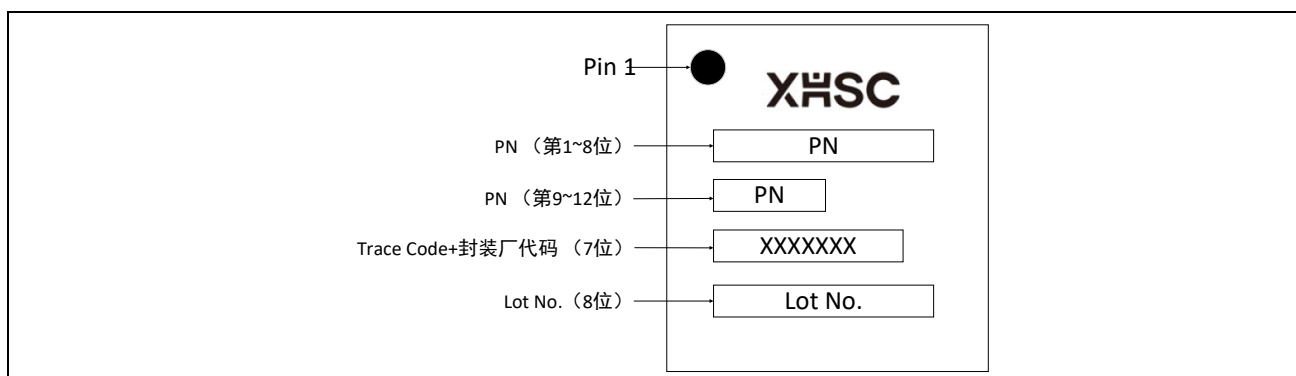 Pin 1
XHSC
PN （第1~8位） PN
PN （第9~12位） PN
Trace Code+封装厂代码 （7位） XXXXXXX
Lot No.（8位） Lot No.